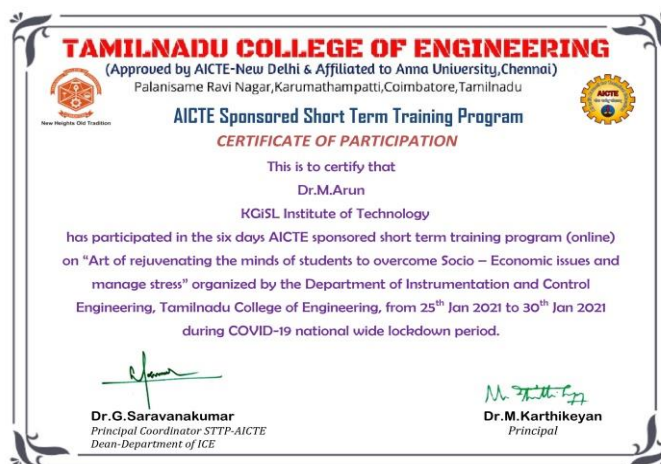 TAMILNADU COLLEGE OF ENGINEERING
(Approved by AICTE-New Delhi & Affiliated to Anna University,Chennai)
Palanisame Ravi Nagar,Karumathampatti,Coimbatore,Tamilnadu
New Heights Old Tradition
AICTE
AICTE Sponsored Short Term Training Program
CERTIFICATE OF PARTICIPATION
This is to certify that
Dr.M.Arun
KGiSL Institute of Technology
has participated in the six days AICTE sponsored short term training program (online)
on “Art of rejuvenating the minds of students to overcome Socio – Economic issues and
manage stress” organized by the Department of Instrumentation and Control
Engineering, Tamilnadu College of Engineering, from 25th Jan 2021 to 30th Jan 2021
during COVID-19 national wide lockdown period.
Dr.G.Saravanakumar
Principal Coordinator STTP-AICTE
Dean-Department of ICE
Dr.M.Karthikeyan
Principal